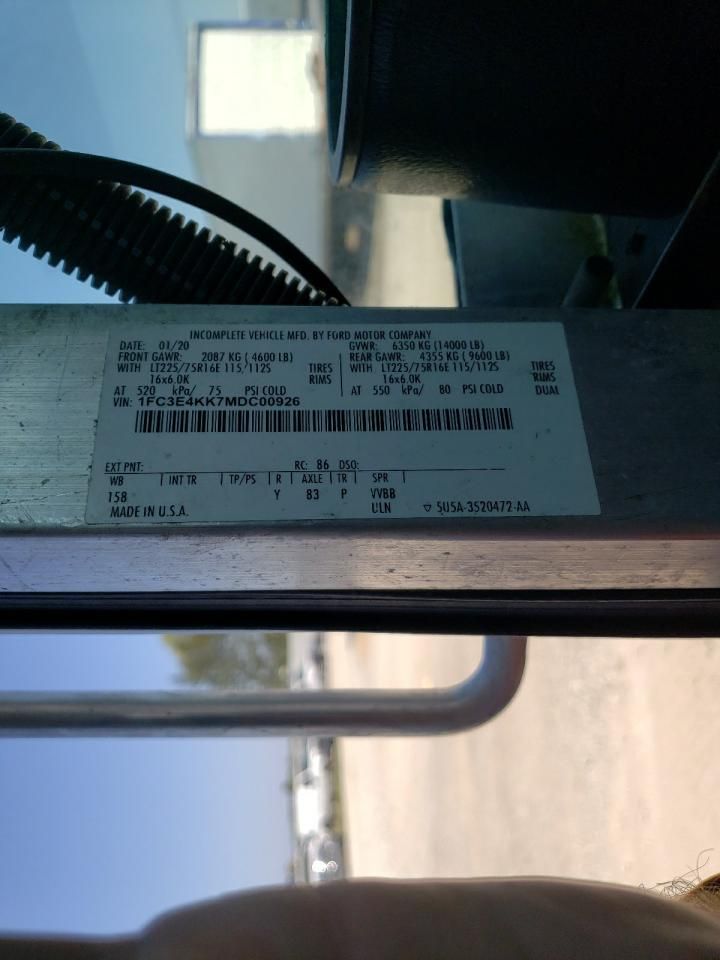 INCOMPLETE VEHICLE MFD. BY FORD MOTOR COMPANY
DATE: 01/20 GVWR: 6350 KG (14000 LB)
FRONT GAWR: 2087 KG ( 4600 LB) REAR GAWR: 4355 KG ( 9600 LB)
WITH LT225/75R16E 115/112S TIRES WITH LT225/75R16E 115/112S TIRES
16x6.0K RIMS 16x6.0K RIMS
AT 520 kPa/ 75 PSI COLD AT 550 kPa/ 80 PSI COLD DUAL
VIN: 1FC3E4KK7MDC00926
EXT PNT: RC: 86 DSO:
WB INT TR TP/PS R AXLE TR SPR
158 Y 83 P VVBB
MADE IN U.S.A. ULN ▽ 5U5A-3520472-AA